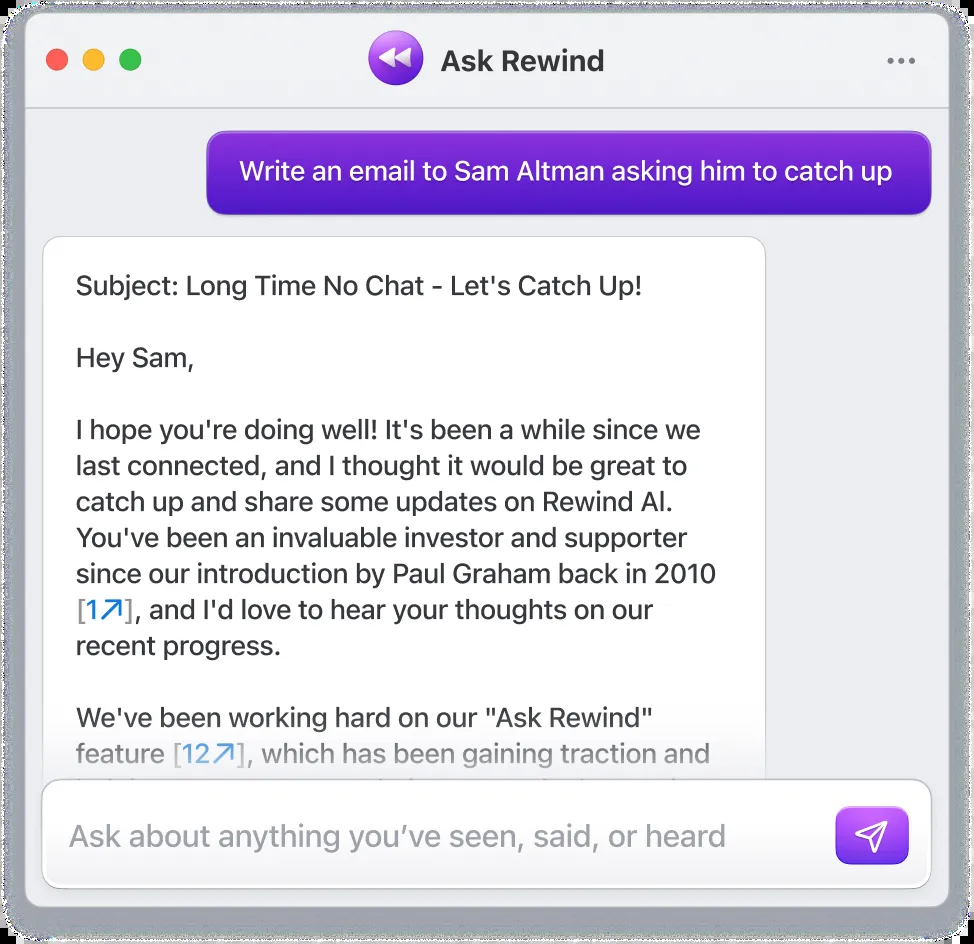 Ask Rewind
Write an email to Sam Altman asking him to catch up
Subject: Long Time No Chat - Let's Catch Up!
Hey Sam,
I hope you're doing well! It's been a while since we
last connected, and I thought it would be great to
catch up and share some updates on Rewind AI.
You've been an invaluable investor and supporter
since our introduction by Paul Graham back in 2010
[1↗], and I'd love to hear your thoughts on our
recent progress.
We've been working hard on our "Ask Rewind"
feature [12↗], which has been gaining traction and
Ask about anything you’ve seen, said, or heard